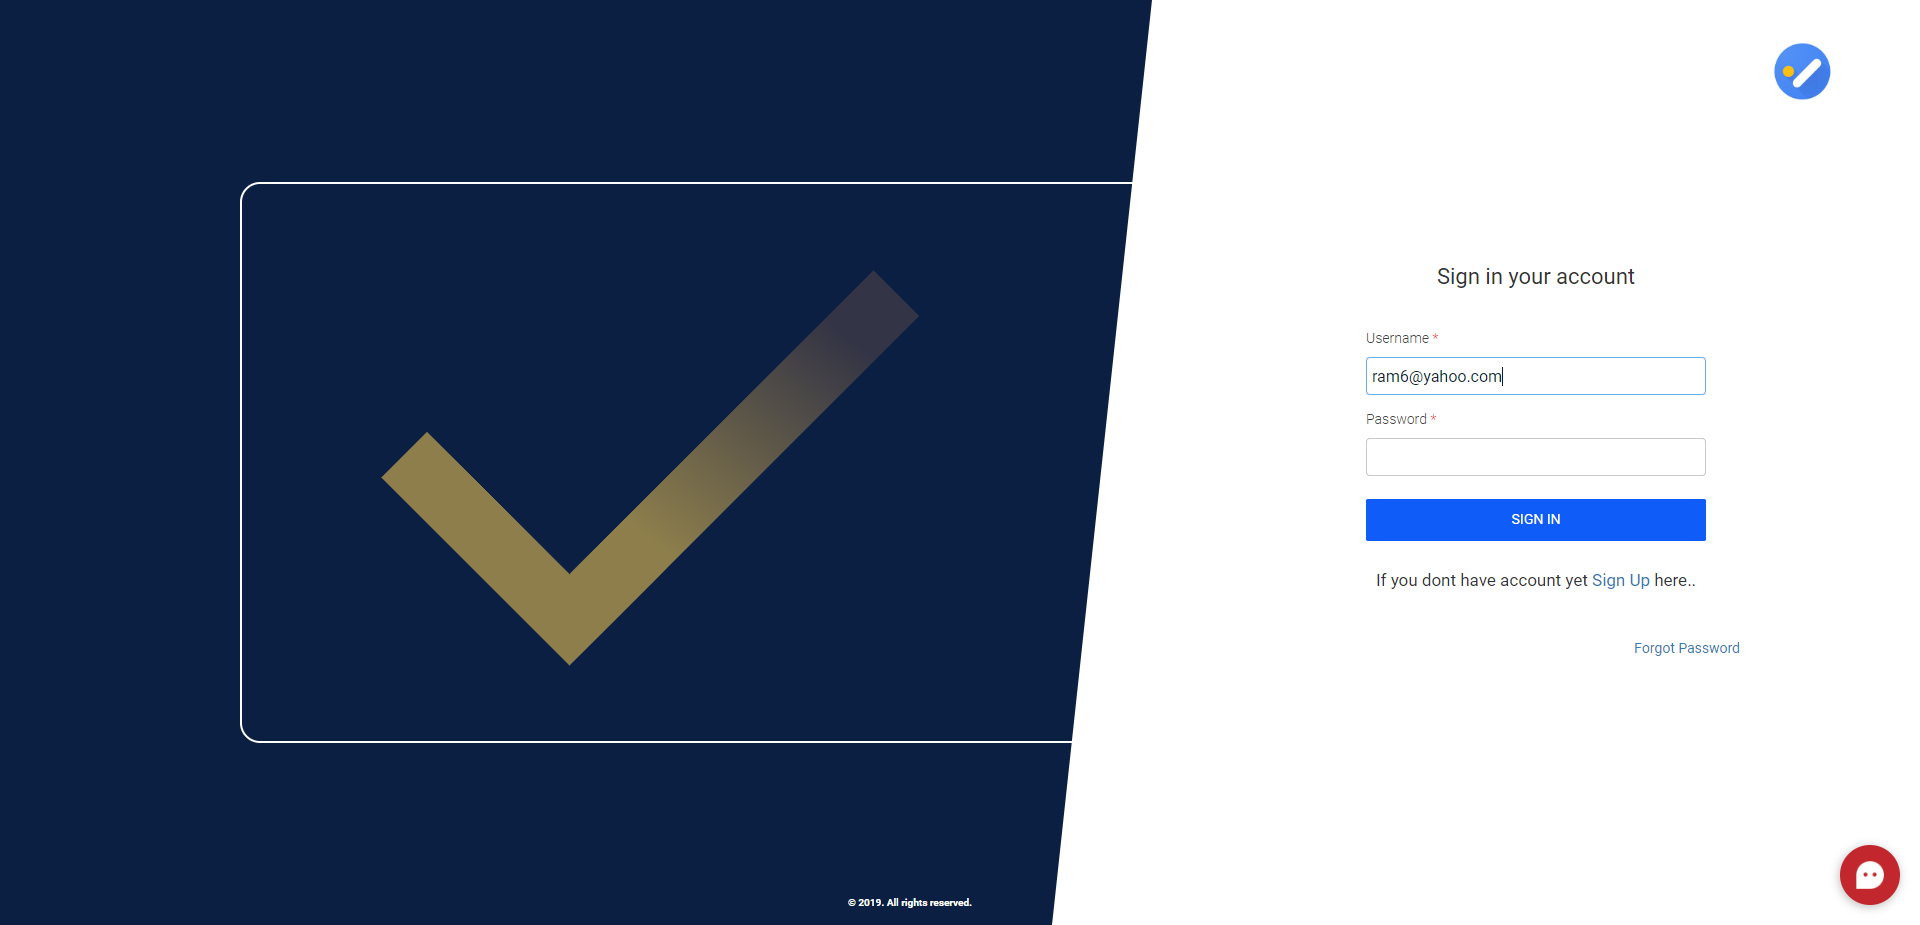 Sign in your account
Username *
ram6@yahoo.com
Password *
SIGN IN
If you dont have account yet Sign Up here..
Forgot Password
© 2019. All rights reserved.